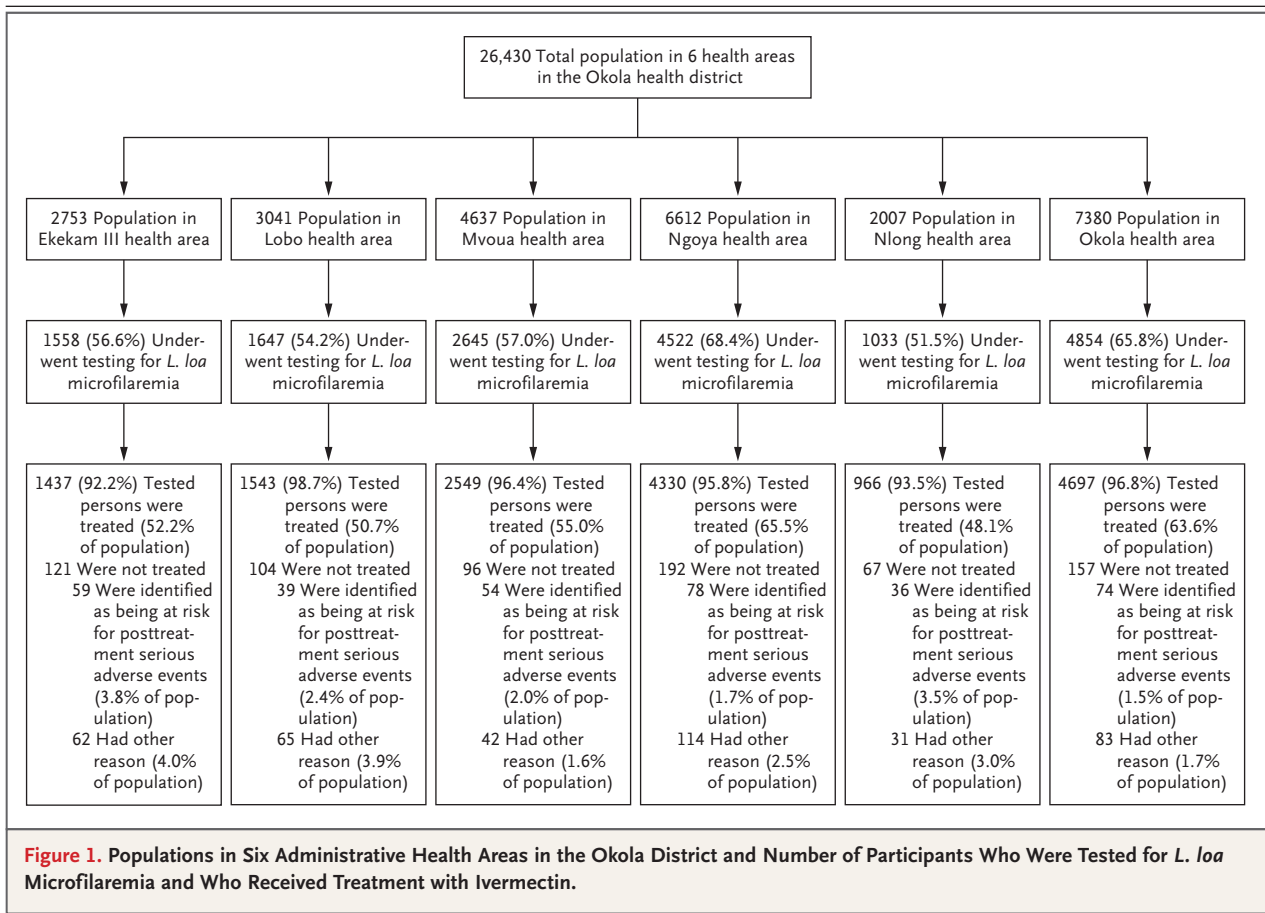 26,430 Total population in 6 health areas
in the Okola health district
2753 Population in
Ekekam III health area
3041 Population in
Lobo health area
4637 Population in
Mvoua health area
6612 Population in
Ngoya health area
2007 Population in
Nlong health area
7380 Population in
Okola health area
1558 (56.6%) Under-
went testing for L. loa
microfilaremia
1647 (54.2%) Under-
went testing for L. loa
microfilaremia
2645 (57.0%) Under-
went testing for L. loa
microfilaremia
4522 (68.4%) Under-
went testing for L. loa
microfilaremia
1033 (51.5%) Under-
went testing for L. loa
microfilaremia
4854 (65.8%) Under-
went testing for L. loa
microfilaremia
1437 (92.2%) Tested
persons were
treated (52.2%
of population)
121 Were not treated
59 Were identified
as being at risk
for posttreat-
ment serious
adverse events
(3.8% of pop-
ulation)
62 Had other
reason (4.0%
of population)
1543 (98.7%) Tested
persons were
treated (50.7%
of population)
104 Were not treated
39 Were identified
as being at risk
for posttreat-
ment serious
adverse events
(2.4% of pop-
ulation)
65 Had other
reason (3.9%
of population)
2549 (96.4%) Tested
persons were
treated (55.0%
of population)
96 Were not treated
54 Were identified
as being at risk
for posttreat-
ment serious
adverse events
(2.0% of pop-
ulation)
42 Had other
reason (1.6%
of population)
4330 (95.8%) Tested
persons were
treated (65.5%
of population)
192 Were not treated
78 Were identified
as being at risk
for posttreat-
ment serious
adverse events
(1.7% of pop-
ulation)
114 Had other
reason (2.5%
of population)
966 (93.5%) Tested
persons were
treated (48.1%
of population)
67 Were not treated
36 Were identified
as being at risk
for posttreat-
ment serious
adverse events
(3.5% of pop-
ulation)
31 Had other
reason (3.0%
of population)
4697 (96.8%) Tested
persons were
treated (63.6%
of population)
157 Were not treated
74 Were identified
as being at risk
for posttreat-
ment serious
adverse events
(1.5% of pop-
ulation)
83 Had other
reason (1.7%
of population)
Figure 1. Populations in Six Administrative Health Areas in the Okola District and Number of Participants Who Were Tested for L. loa
Microfilaremia and Who Received Treatment with Ivermectin.